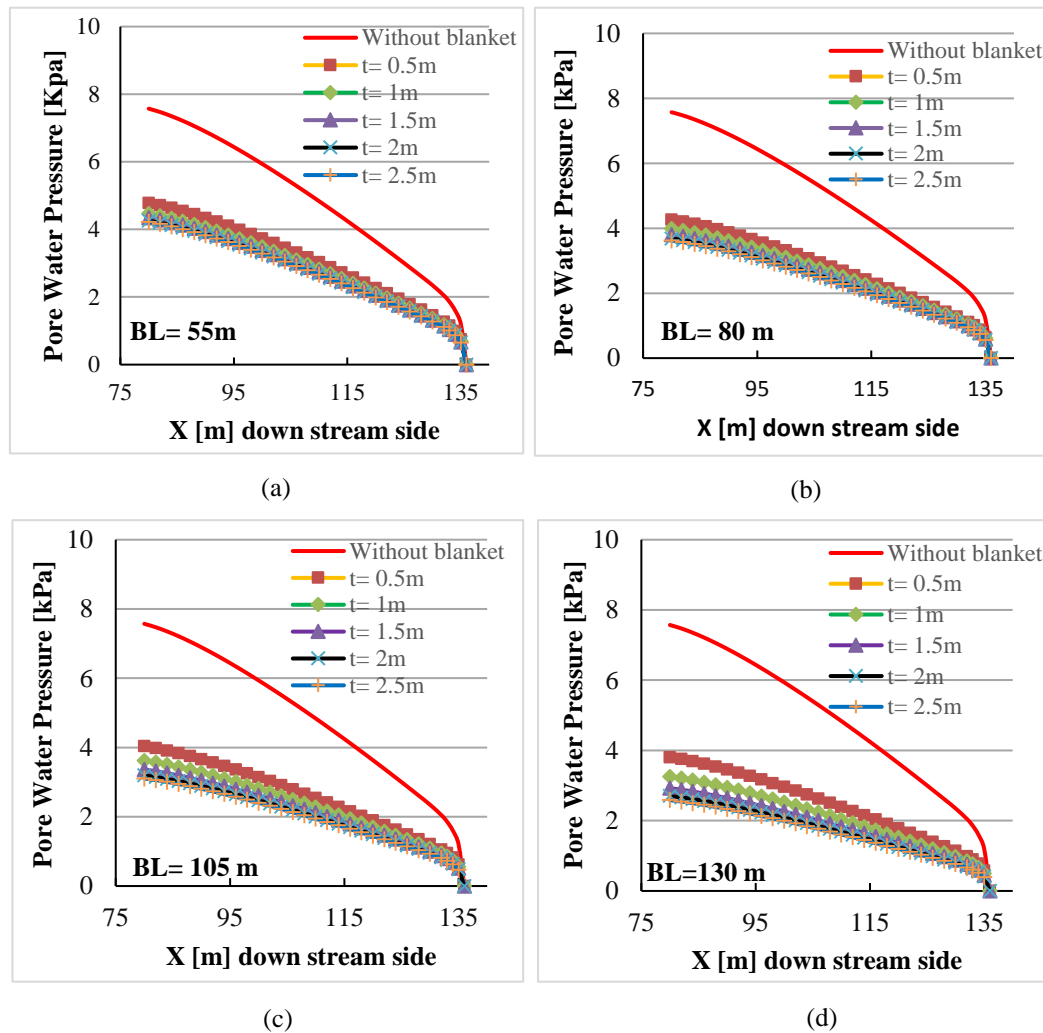 Pore Water Pressure [Kpa]
10
8
6
4
2
0
Without blanket
t= 0.5m
t= 1m
t= 1.5m
t= 2m
t= 2.5m
BL= 55m
75 95 115 135
X [m] down stream side
(a)
Pore Water Pressure [kPa]
10
8
6
4
2
0
Without blanket
t= 0.5m
t= 1m
t= 1.5m
t= 2m
t= 2.5m
BL= 80 m
75 95 115 135
X [m] down stream side
(b)
Pore Water Pressure [kPa]
10
8
6
4
2
0
Without blanket
t= 0.5m
t= 1m
t= 1.5m
t= 2m
t= 2.5m
BL= 105 m
75 95 115 135
X [m] down stream side
(c)
Pore Water Pressure [kPa]
10
8
6
4
2
0
Without blanket
t= 0.5m
t= 1m
t= 1.5m
t= 2m
t= 2.5m
BL=130 m
75 95 115 135
X [m] down stream side
(d)